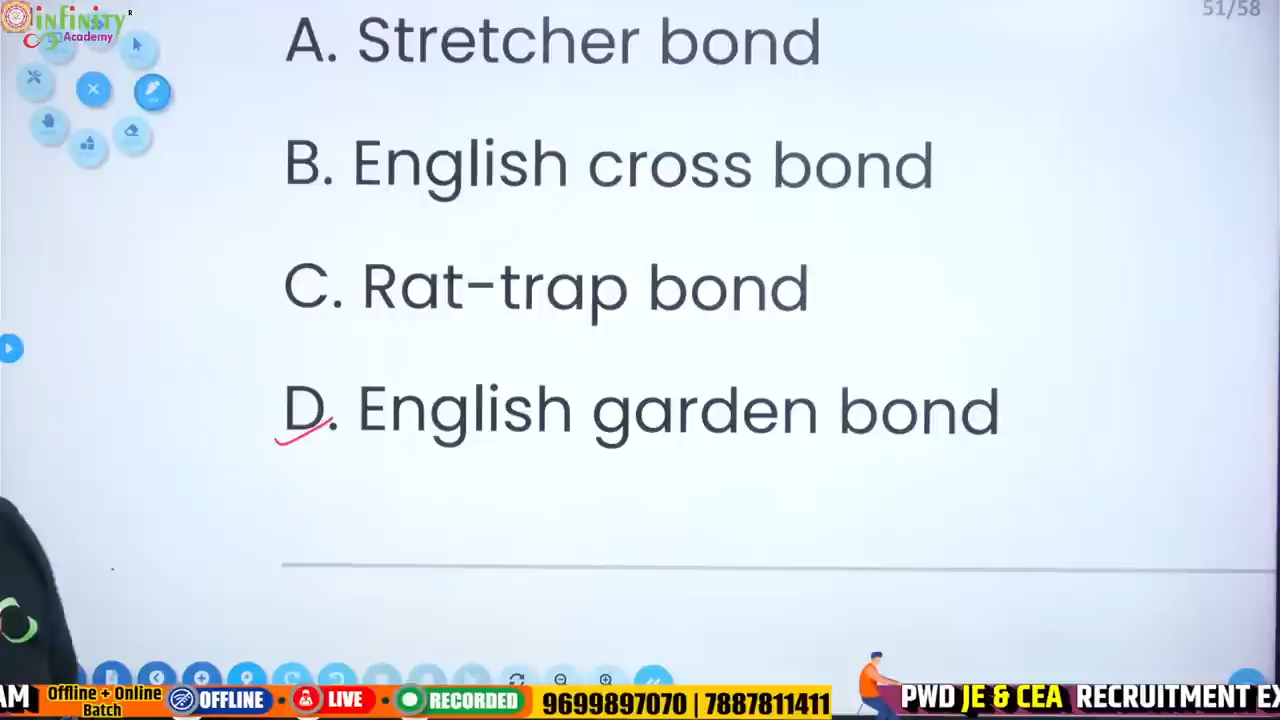 infinity
Academy
51/58
A. Stretcher bond
B. English cross bond
C. Rat-trap bond
D. English garden bond
AM
Offline + Online
Batch
OFFLINE
LIVE
RECORDED
9699897070 | 7887811411
PWD JE & CEA RECRUITMENT EX